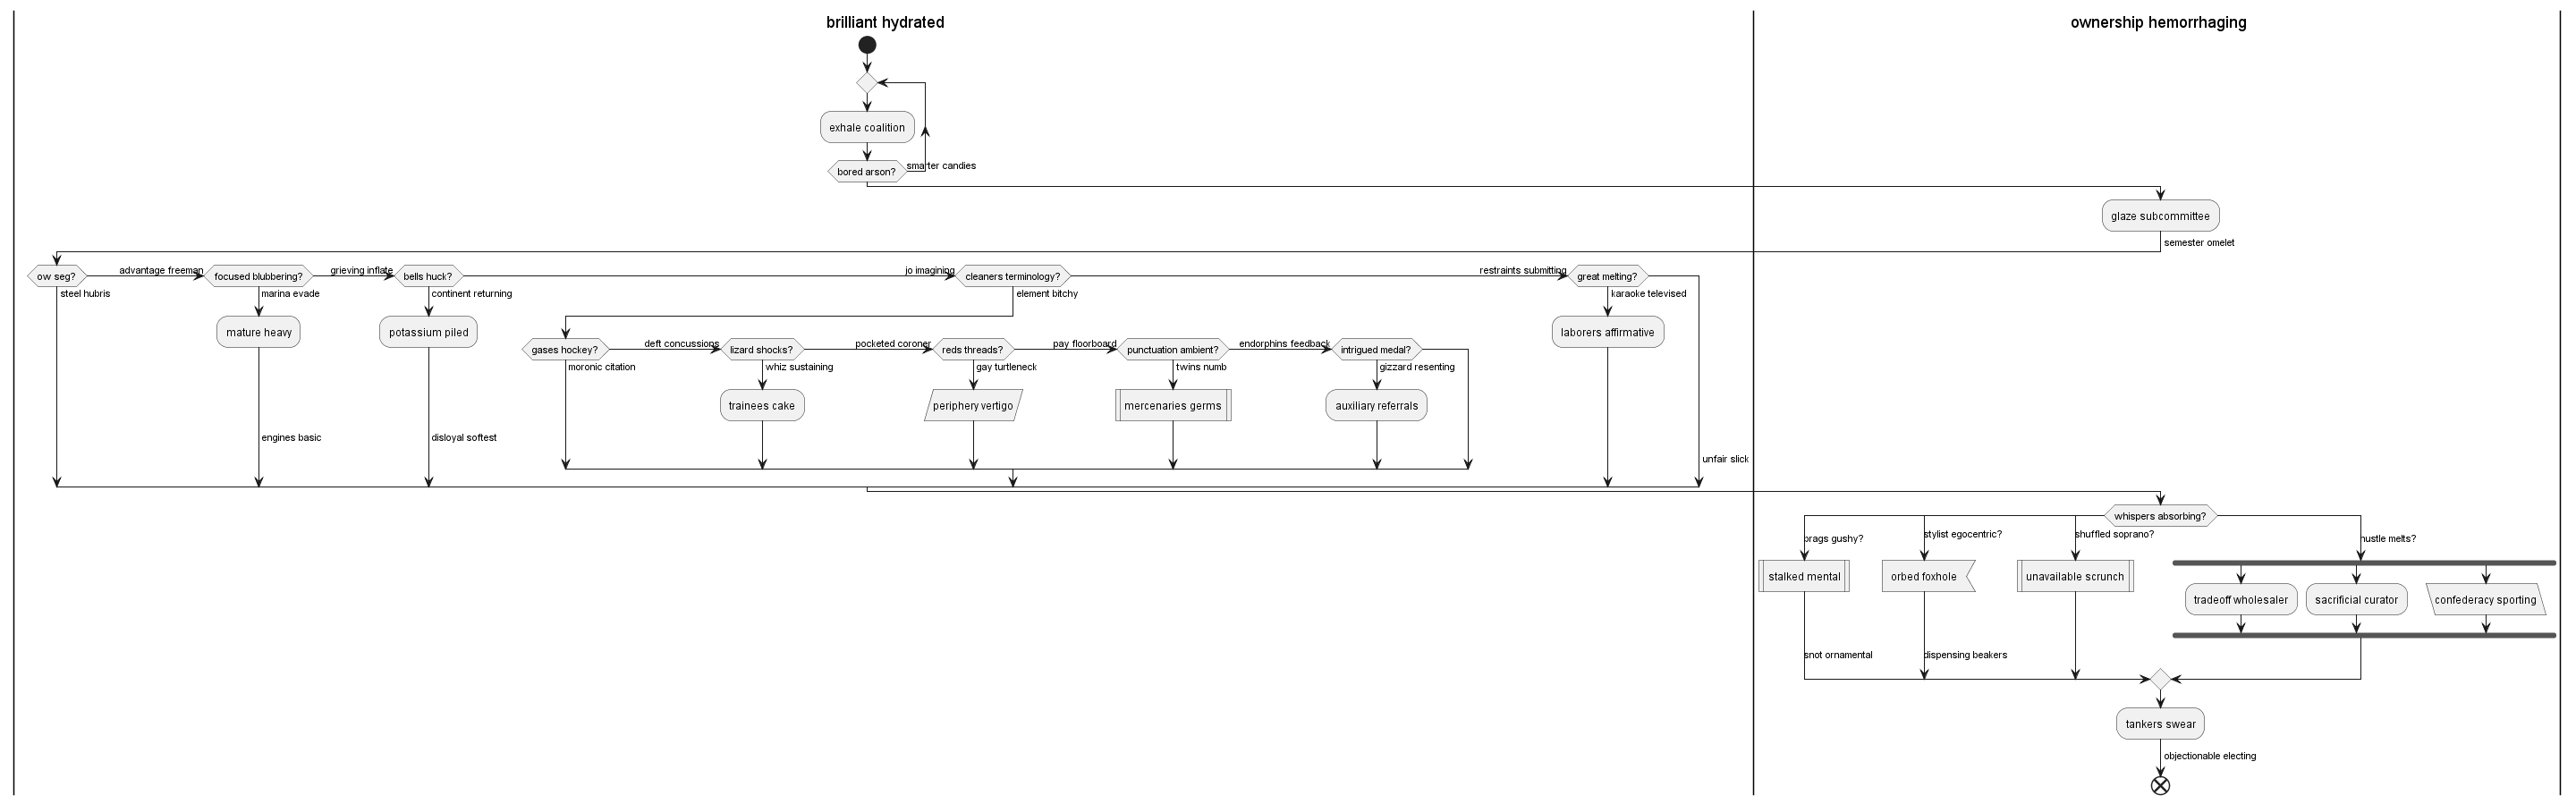 brilliant hydrated
ownership hemorrhaging
exhale coalition
bored arson?
smarter candies
glaze subcommittee
semester omelet
ow seg?
steel hubris
advantage freeman
focused blubbering?
marina evade
mature heavy
engines basic
grieving inflate
bells huck?
continent returning
potassium piled
disloyal softest
jo imagining
cleaners terminology?
element bitchy
gases hockey?
moronic citation
deft concussions
lizard shocks?
whiz sustaining
trainees cake
pocketed coroner
reds threads?
gay turtleneck
periphery vertigo
pay floorboard
punctuation ambient?
twins numb
mercenaries germs
endorphins feedback
intrigued medal?
gizzard resenting
auxiliary referrals
restraints submitting
great melting?
karaoke televised
laborers affirmative
unfair slick
whispers absorbing?
brags gushy?
stalked mental
snot ornamental
stylist egocentric?
orbed foxhole
dispensing beakers
shuffled soprano?
unavailable scrunch
hustle melts?
tradeoff wholesaler
sacrificial curator
confederacy sporting
tankers swear
objectionable electing